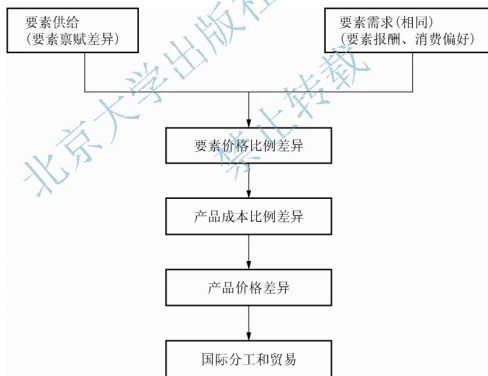 要素供给
(要素禀赋差异)
要素需求(相同)
(要素报酬、消费偏好)
要素价格比例差异
产品成本比例差异
产品价格差异
国际分工和贸易
北京大学出版社
禁止转载